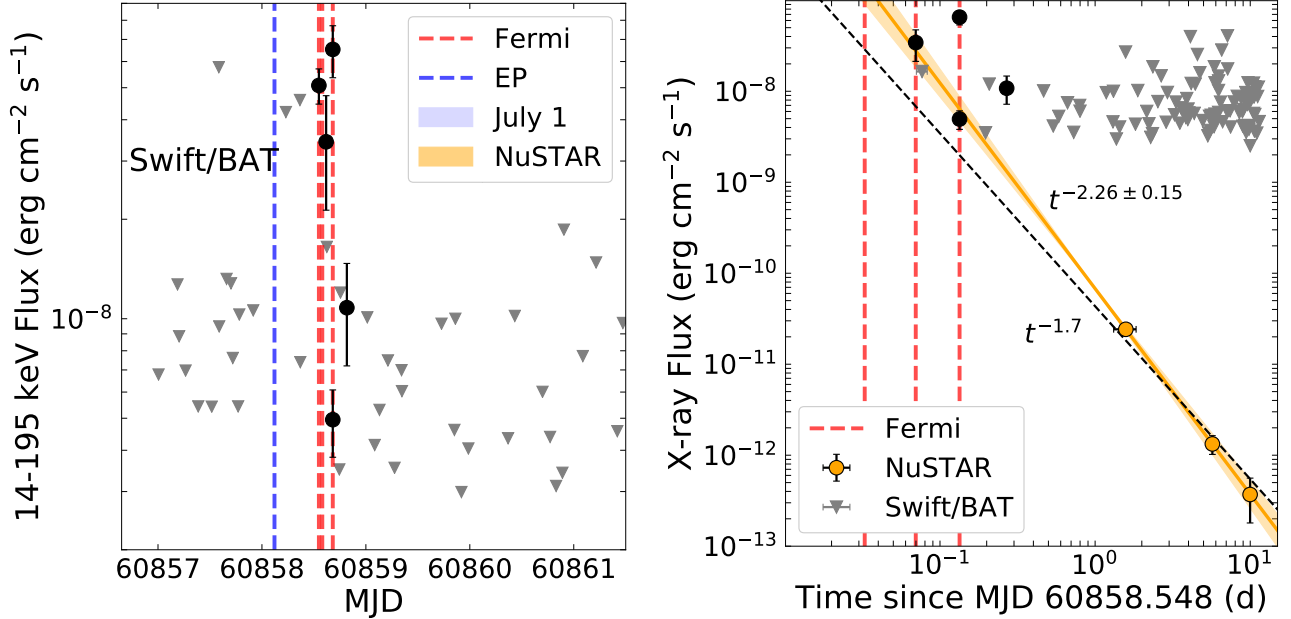 14-195 keV Flux (erg cm⁻² s⁻¹)
10⁻⁸
Swift/BAT
Fermi
EP
July 1
NuSTAR
60857 60858 60859 60860 60861
MJD
X-ray Flux (erg cm⁻² s⁻¹)
10⁻⁸
10⁻⁹
10⁻¹⁰
10⁻¹¹
10⁻¹²
10⁻¹³
t⁻²·²⁶ ± ⁰·¹⁵
t⁻¹·⁷
Fermi
NuSTAR
Swift/BAT
10⁻¹ 10⁰ 10¹
Time since MJD 60858.548 (d)